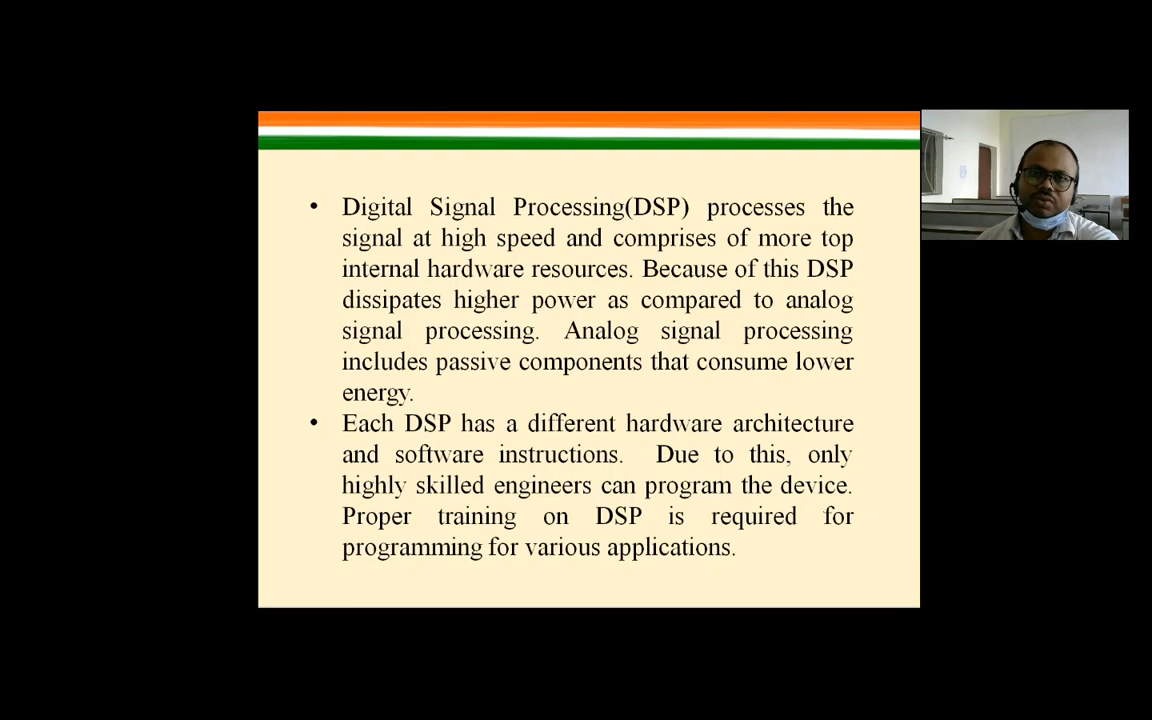 • Digital Signal Processing(DSP) processes the
signal at high speed and comprises of more top
internal hardware resources. Because of this DSP
dissipates higher power as compared to analog
signal processing. Analog signal processing
includes passive components that consume lower
energy.
• Each DSP has a different hardware architecture
and software instructions. Due to this, only
highly skilled engineers can program the device.
Proper training on DSP is required for
programming for various applications.